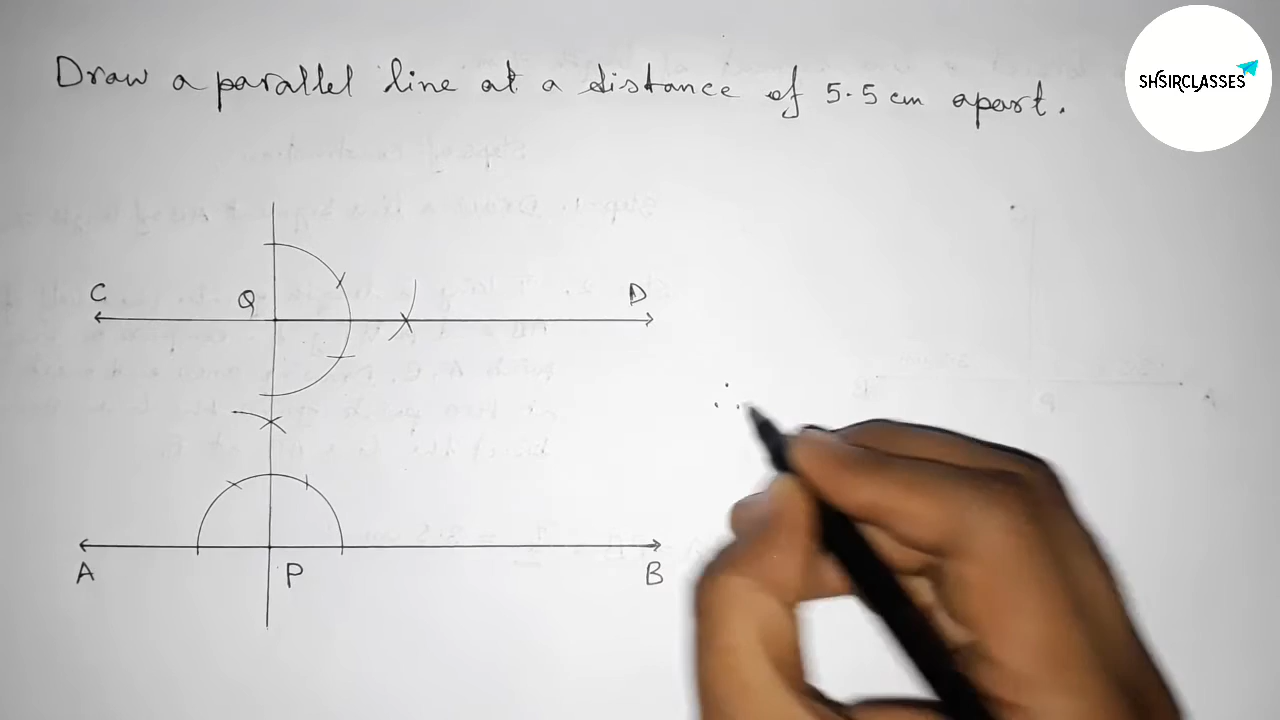 Draw a parallel line at a distance of 5.5 cm apart.
SHSIRCLASSES
C Q D
∴
A P B